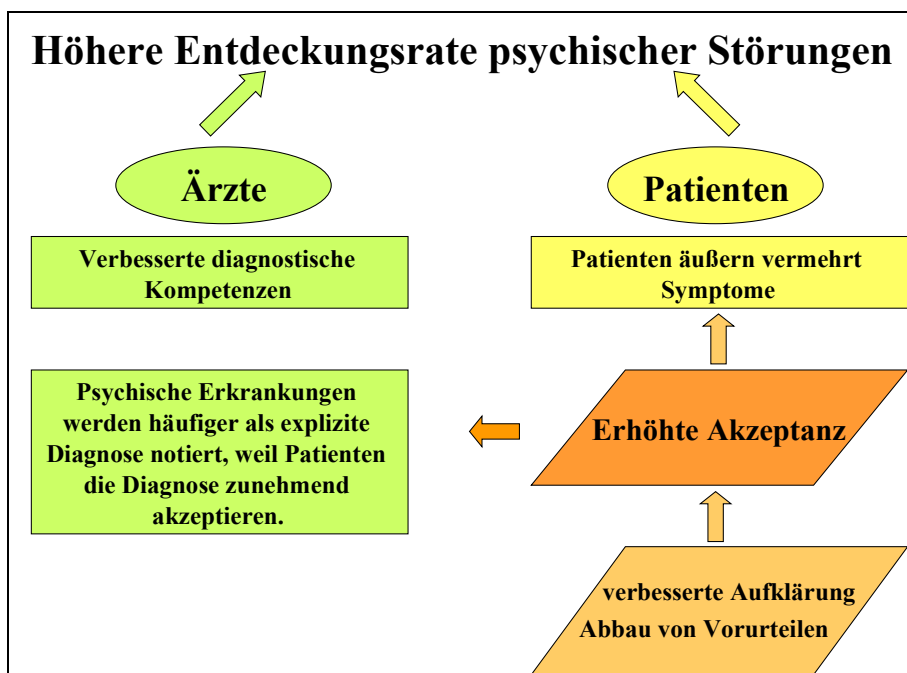 Höhere Entdeckungsrate psychischer Störungen
Ärzte
Verbesserte diagnostische
Kompetenzen
Psychische Erkrankungen
werden häufiger als explizite
Diagnose notiert, weil Patienten
die Diagnose zunehmend
akzeptieren.
Patienten
Patienten äußern vermehrt
Symptome
Erhöhte Akzeptanz
verbesserte Aufklärung
Abbau von Vorurteilen